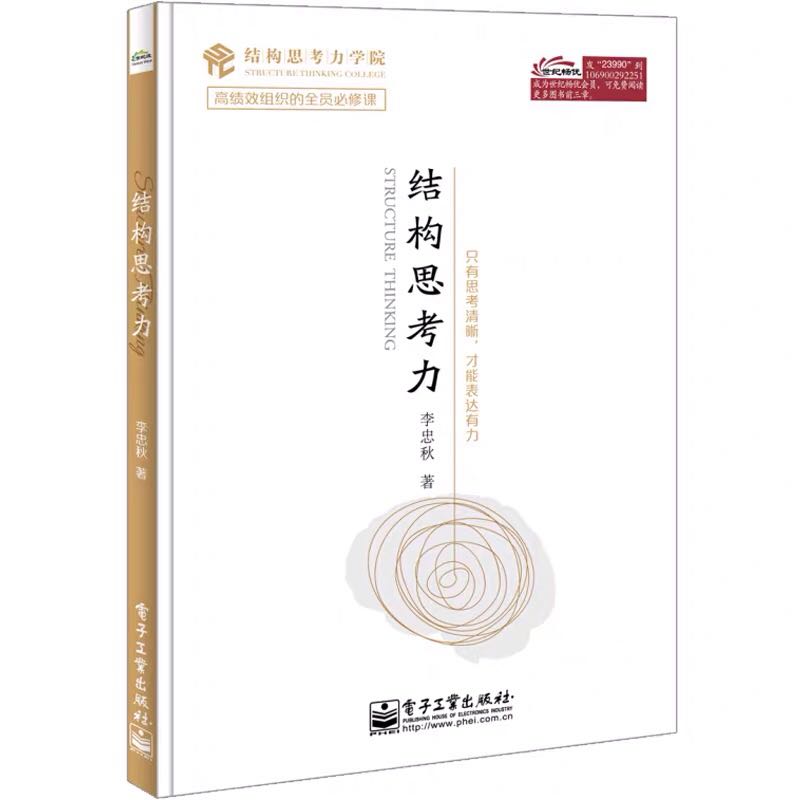 结构思考力学院
STRUCTURE THINKING COLLEGE
高绩效组织的全员必修课
世纪畅优
发"23990"到
106900292251
成为世纪畅优会员，可免费阅读
更多图书前三章。
结构思考力
STRUCTURE THINKING
只有思考清晰，才能表达有力
李忠秋 著
電子工業出版社
PUBLISHING HOUSE OF ELECTRONICS INDUSTRY
http://www.phei.com.cn
PHEI
结构思考力
Structure Thinking
李忠秋 著
電子工業出版社